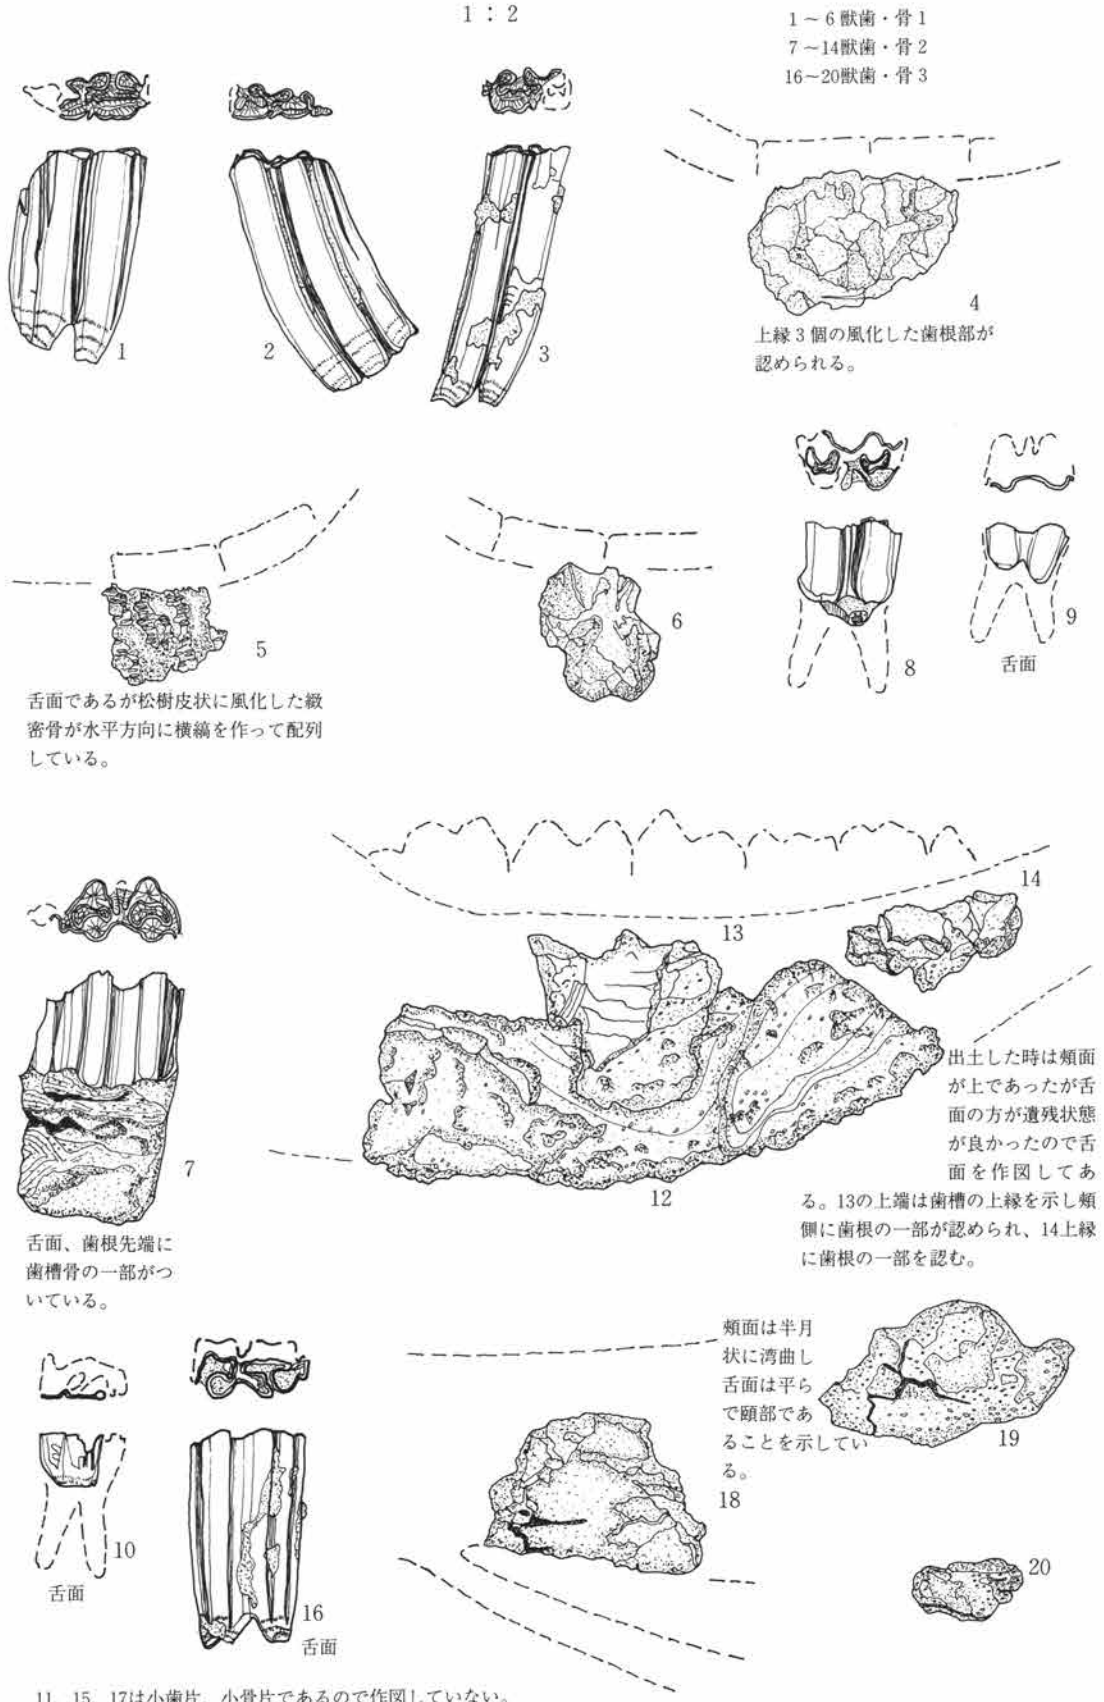 1 : 2
1～6獣歯・骨1
7～14獣歯・骨2
16～20獣歯・骨3
1
2
3
4
上縁3個の風化した歯根部が
認められる。
5
舌面であるが松樹皮状に風化した緻
密骨が水平方向に横縞を作って配列
している。
6
8
9
舌面
7
舌面、歯根先端に
歯槽骨の一部がつ
いている。
13
14
12
出土した時は頰面
が上であったが舌
面の方が遺残状態
が良かったので舌
面を作図してあ
る。13の上端は歯槽の上縁を示し頰
側に歯根の一部が認められ、14上縁
に歯根の一部を認む。
10
舌面
16
舌面
頰面は半月
状に湾曲し
舌面は平ら
で頤部であ
ることを示してい
る。
18
19
20
11、15、17は小歯片、小骨片であるので作図していない。